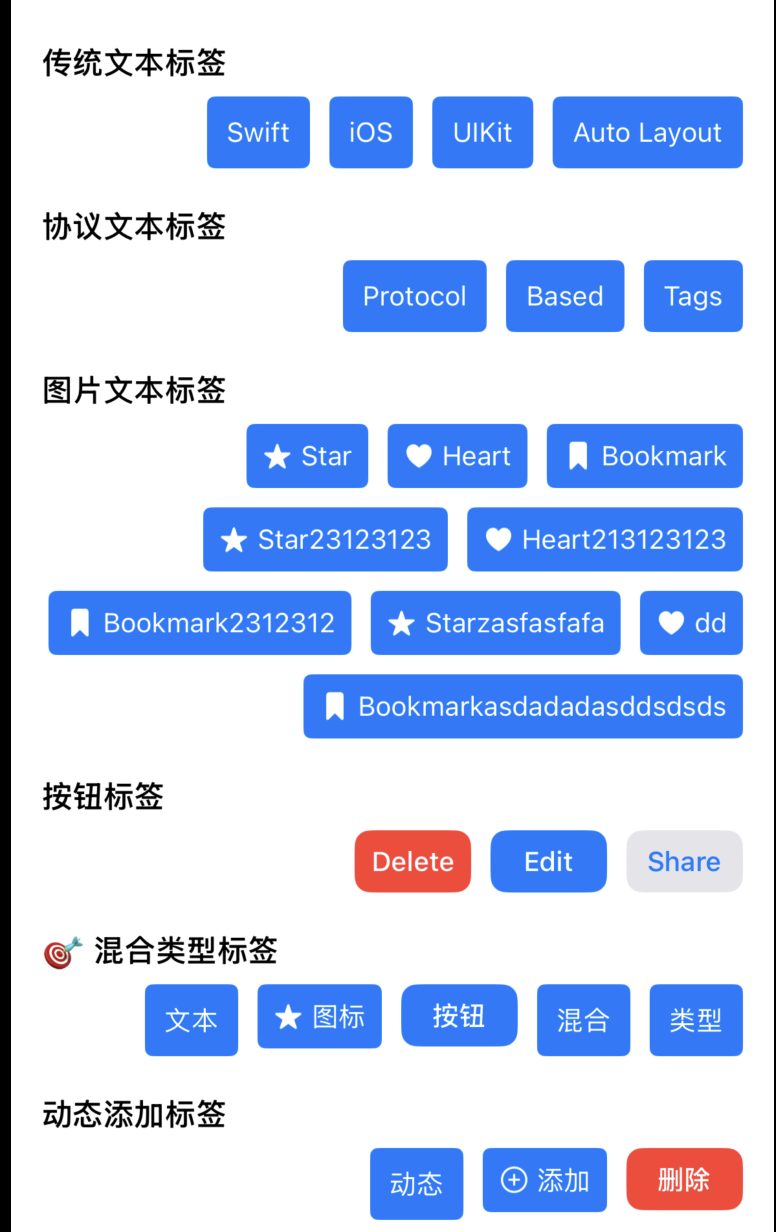 传统文本标签
Swift iOS UIKit Auto Layout
协议文本标签
Protocol Based Tags
图片文本标签
Star Heart Bookmark
Star23123123 Heart213123123
Bookmark2312312 Starzasfasfafa dd
Bookmarkasdadadasddsdsds
按钮标签
Delete Edit Share
🎯 混合类型标签
文本 图标 按钮 混合 类型
动态添加标签
动态 添加 删除